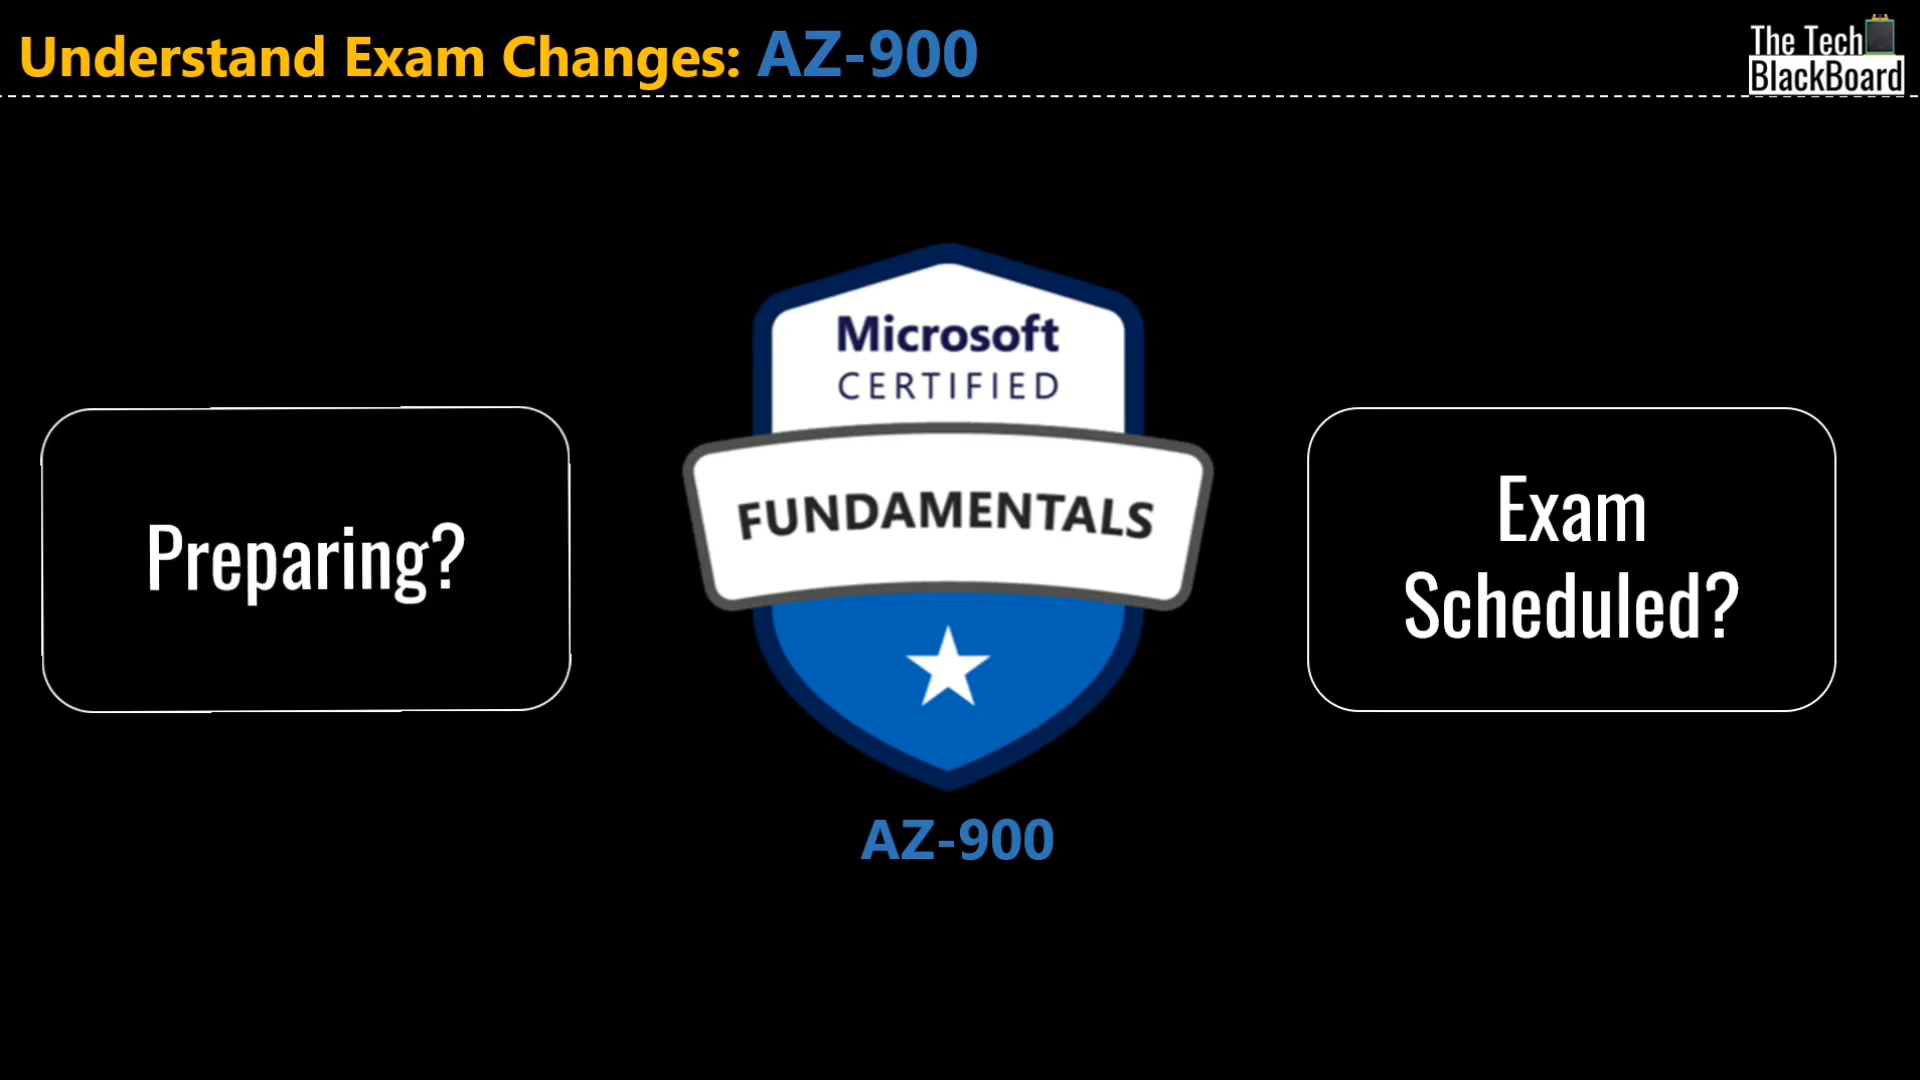 Understand Exam Changes: AZ-900
The Tech
BlackBoard
Microsoft
CERTIFIED
FUNDAMENTALS
Preparing?
Exam
Scheduled?
AZ-900